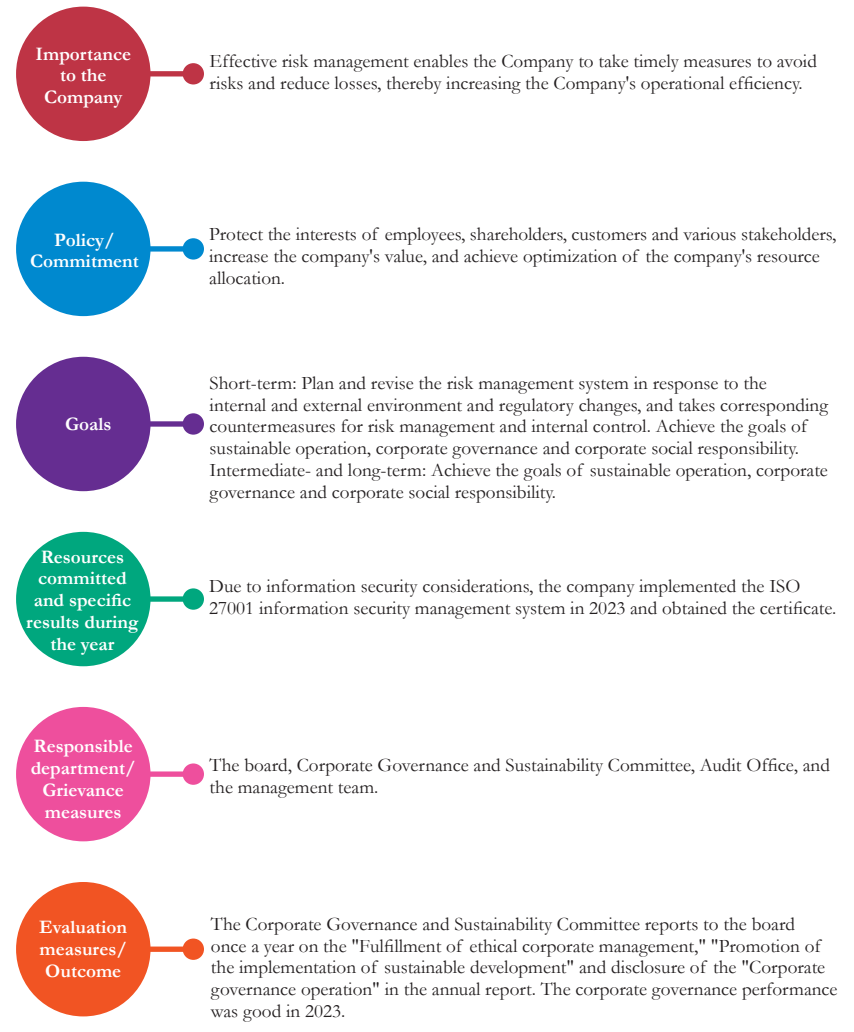 Importance
to the
Company
Effective risk management enables the Company to take timely measures to avoid
risks and reduce losses, thereby increasing the Company's operational efficiency.
Policy/
Commitment
Protect the interests of employees, shareholders, customers and various stakeholders,
increase the company's value, and achieve optimization of the company's resource
allocation.
Goals
Short-term: Plan and revise the risk management system in response to the
internal and external environment and regulatory changes, and takes corresponding
countermeasures for risk management and internal control. Achieve the goals of
sustainable operation, corporate governance and corporate social responsibility.
Intermediate- and long-term: Achieve the goals of sustainable operation, corporate
governance and corporate social responsibility.
Resources
committed
and specific
results during
the year
Due to information security considerations, the company implemented the ISO
27001 information security management system in 2023 and obtained the certificate.
Responsible
department/
Grievance
measures
The board, Corporate Governance and Sustainability Committee, Audit Office, and
the management team.
Evaluation
measures/
Outcome
The Corporate Governance and Sustainability Committee reports to the board
once a year on the "Fulfillment of ethical corporate management," "Promotion of
the implementation of sustainable development" and disclosure of the "Corporate
governance operation" in the annual report. The corporate governance performance
was good in 2023.